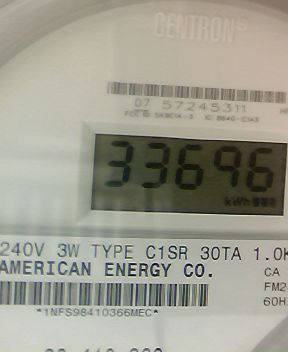 CENTRON®
07 57245311
33696
kWh
240V 3W TYPE C1SR 30TA 1.0K
AMERICAN ENERGY CO.
CA
FM2
60H
*1NFS98410366MEC*